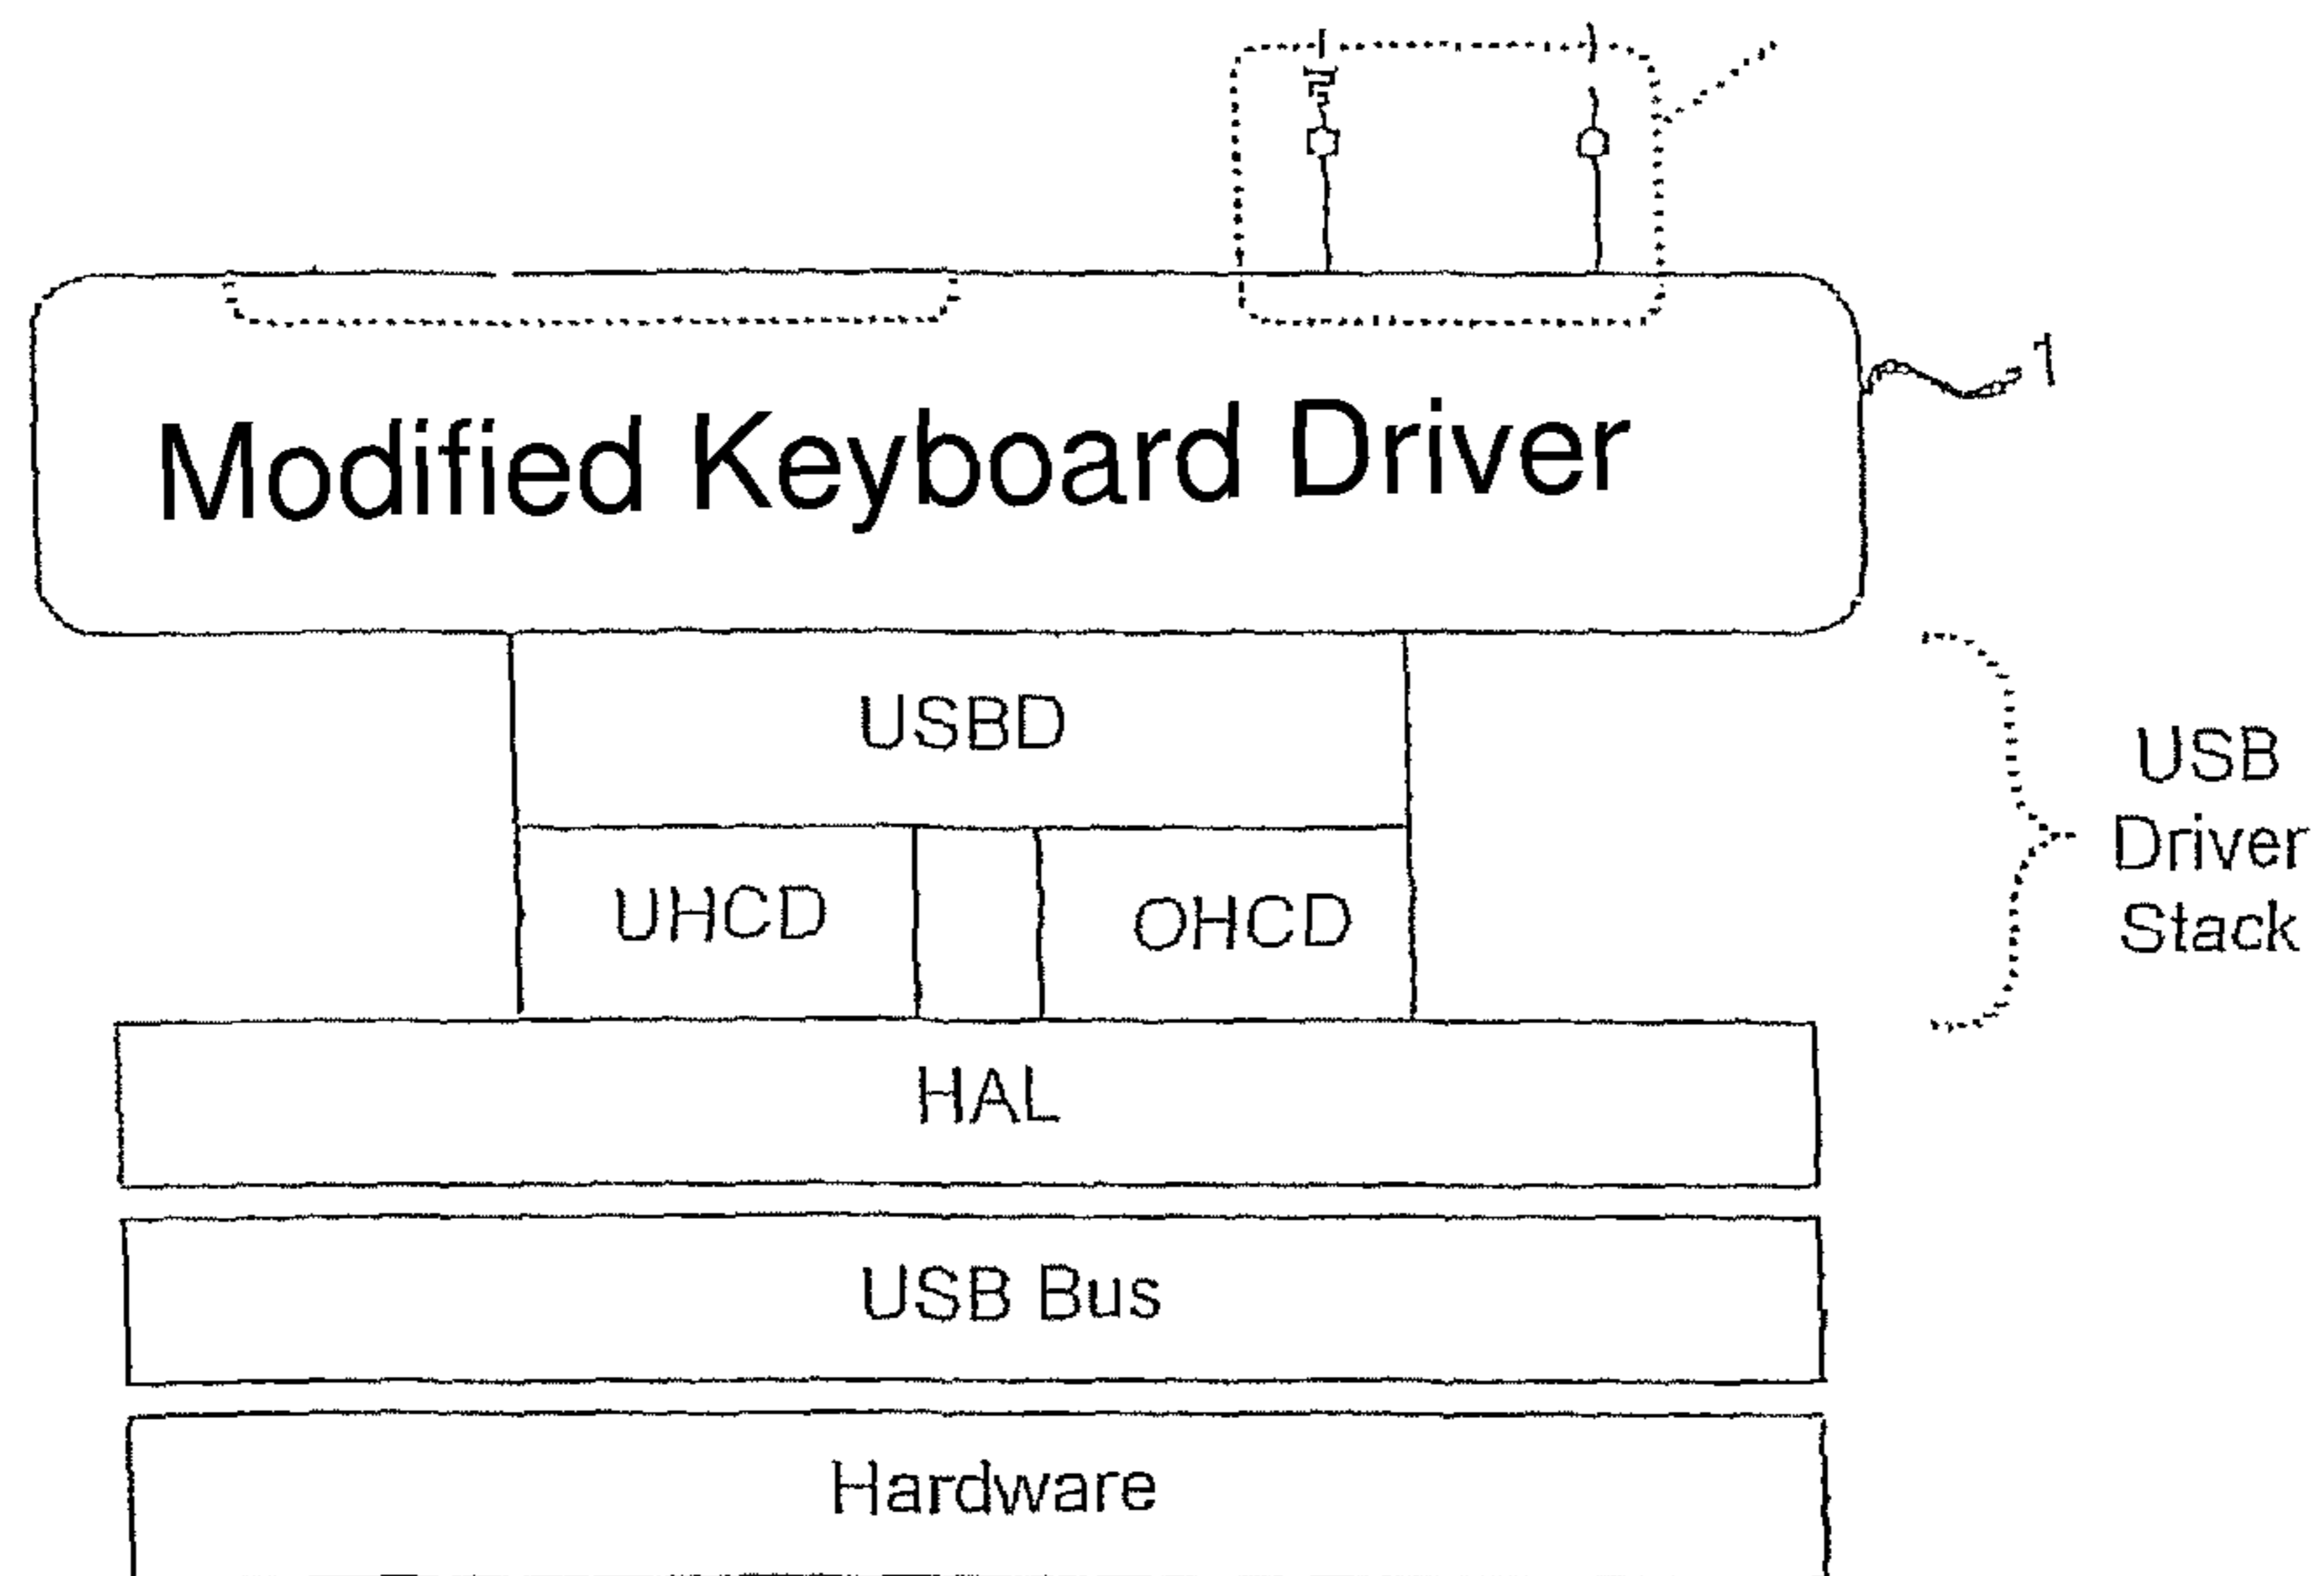 Modified Keyboard Driver
1
USBD
UHCD
OHCD
USB
Driver
Stack
HAL
USB Bus
Hardware